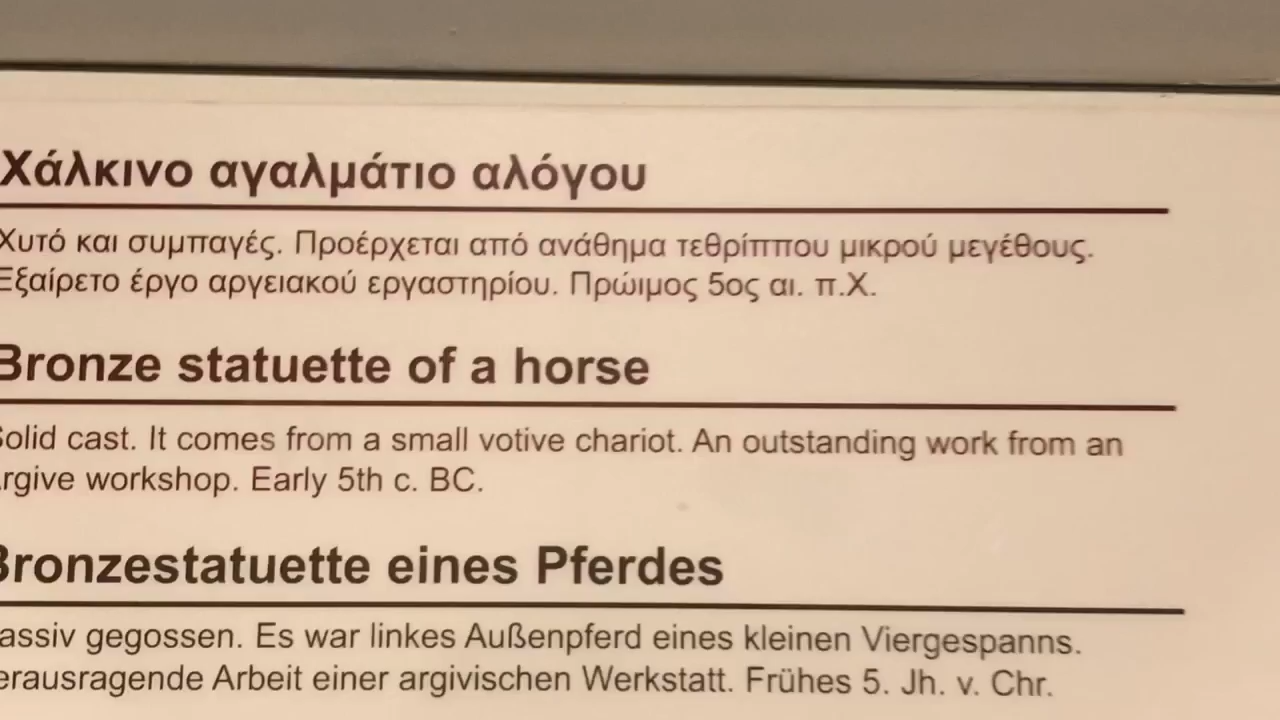 Χάλκινο αγαλμάτιο αλόγου
Χυτό και συμπαγές. Προέρχεται από ανάθημα τεθρίππου μικρού μεγέθους.
Εξαίρετο έργο αργειακού εργαστηρίου. Πρώιμος 5ος αι. π.Χ.
Bronze statuette of a horse
Solid cast. It comes from a small votive chariot. An outstanding work from an
rgive workshop. Early 5th c. BC.
Bronzestatuette eines Pferdes
assiv gegossen. Es war linkes Außenpferd eines kleinen Viergespanns.
erausragende Arbeit einer argivischen Werkstatt. Frühes 5. Jh. v. Chr.